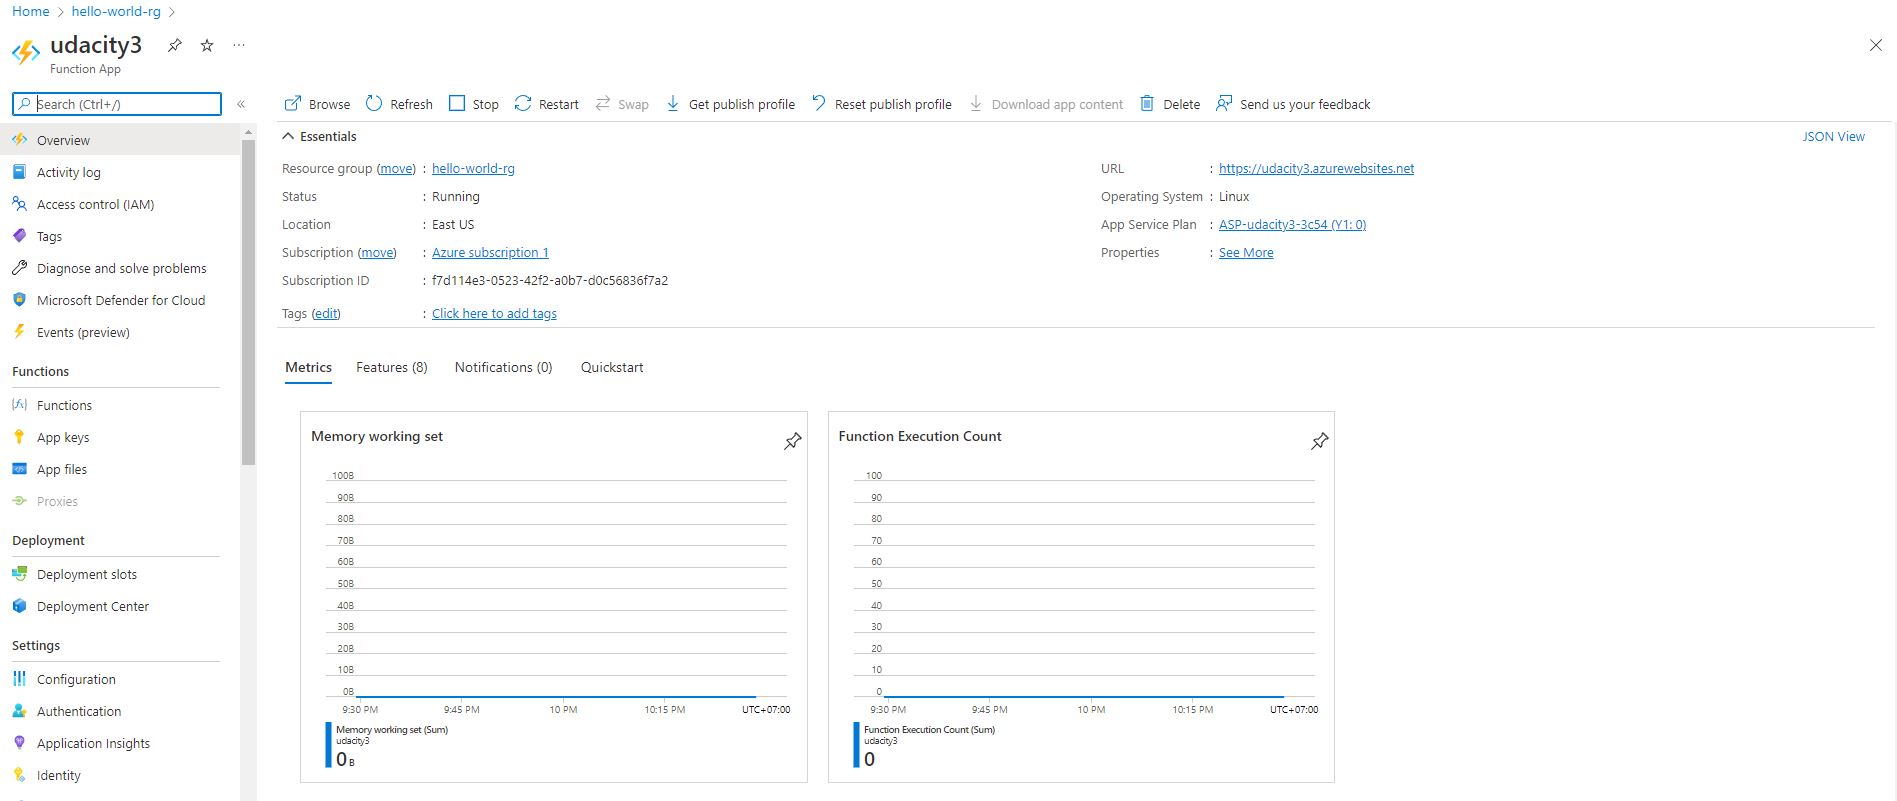 Home > hello-world-rg >
udacity3
Function App
Search (Ctrl+/)
Overview
Activity log
Access control (IAM)
Tags
Diagnose and solve problems
Microsoft Defender for Cloud
Events (preview)
Functions
Functions
App keys
App files
Proxies
Deployment
Deployment slots
Deployment Center
Settings
Configuration
Authentication
Application Insights
Identity
Browse Refresh Stop Restart Swap Get publish profile Reset publish profile Download app content Delete Send us your feedback
Essentials JSON View
Resource group (move) : hello-world-rg
Status : Running
Location : East US
Subscription (move) : Azure subscription 1
Subscription ID : f7d114e3-0523-42f2-a0b7-d0c56836f7a2
Tags (edit) : Click here to add tags
URL : https://udacity3.azurewebsites.net
Operating System : Linux
App Service Plan : ASP-udacity3-3c54 (Y1: 0)
Properties : See More
Metrics Features (8) Notifications (0) Quickstart
Memory working set
100B
90B
80B
70B
60B
50B
40B
30B
20B
10B
0B
9:30 PM 9:45 PM 10 PM 10:15 PM UTC+07:00
Memory working set (Sum)
udacity3
0 B
Function Execution Count
100
90
80
70
60
50
40
30
20
10
0
9:30 PM 9:45 PM 10 PM 10:15 PM UTC+07:00
Function Execution Count (Sum)
udacity3
0